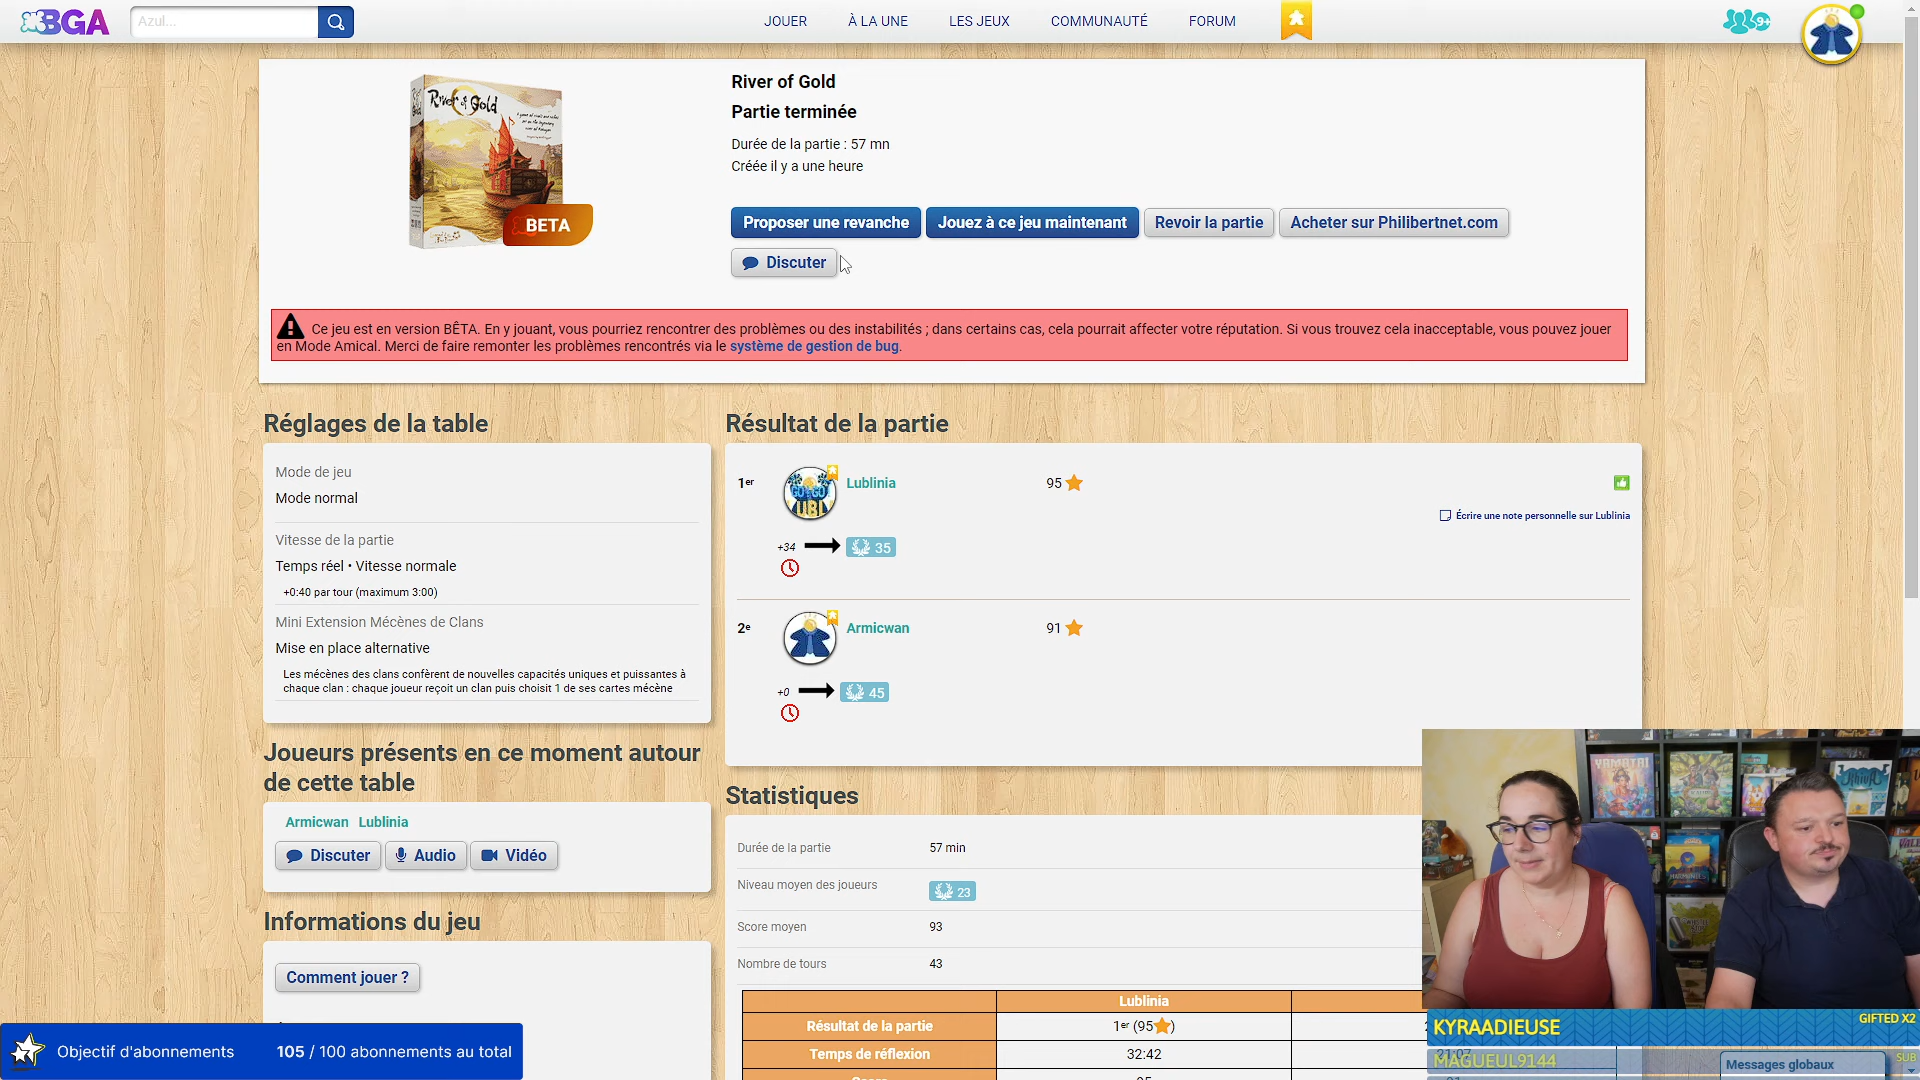 BGA
Azul...
JOUER
À LA UNE
LES JEUX
COMMUNAUTÉ
FORUM
9+
River of Gold
BETA
River of Gold
Partie terminée
Durée de la partie : 57 mn
Créée il y a une heure
Proposer une revanche
Jouez à ce jeu maintenant
Revoir la partie
Acheter sur Philibertnet.com
Discuter
Ce jeu est en version BÊTA. En y jouant, vous pourriez rencontrer des problèmes ou des instabilités ; dans certains cas, cela pourrait affecter votre réputation. Si vous trouvez cela inacceptable, vous pouvez jouer
en Mode Amical. Merci de faire remonter les problèmes rencontrés via le système de gestion de bug.
Réglages de la table
Mode de jeu
Mode normal
Vitesse de la partie
Temps réel • Vitesse normale
+0:40 par tour (maximum 3:00)
Mini Extension Mécènes de Clans
Mise en place alternative
Les mécènes des clans confèrent de nouvelles capacités uniques et puissantes à
chaque clan : chaque joueur reçoit un clan puis choisit 1 de ses cartes mécène
Joueurs présents en ce moment autour
de cette table
Armicwan Lublinia
Discuter
Audio
Vidéo
Informations du jeu
Comment jouer ?
Résultat de la partie
1er
Lublinia
95
Écrire une note personnelle sur Lublinia
+34
35
2e
Armicwan
91
+0
45
Statistiques
Durée de la partie 57 min
Niveau moyen des joueurs 23
Score moyen 93
Nombre de tours 43
Lublinia
Résultat de la partie 1er (95)
Temps de réflexion 32:42
YAMATAI
KYRAADIEUSE
GIFTED X2
MAGUEUL9144
SUB
Messages globaux
Objectif d'abonnements 105 / 100 abonnements au total